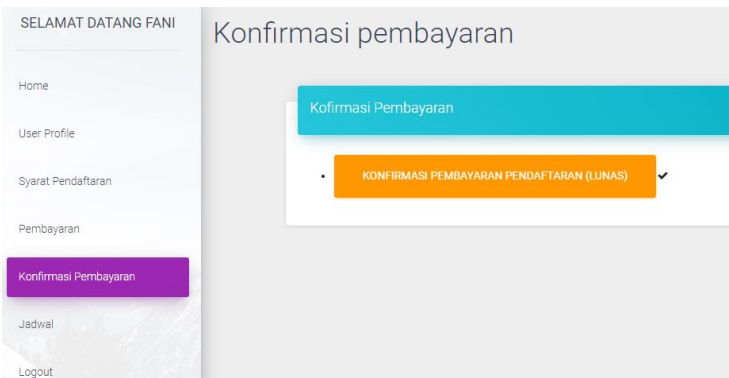 SELAMAT DATANG FANI
Home
User Profile
Syarat Pendaftaran
Pembayaran
Konfirmasi Pembayaran
Jadwal
Logout
Konfirmasi pembayaran
Kofirmasi Pembayaran
• KONFIRMASI PEMBAYARAN PENDAFTARAN (LUNAS) ✔